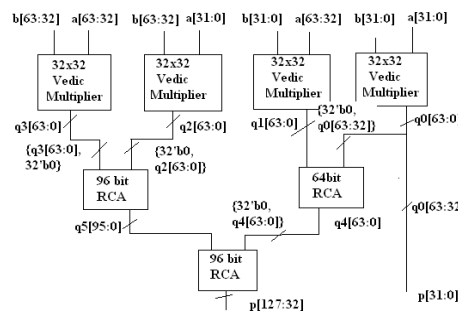 b[63:32] a[63:32] b[63:32] a[31:0] b[31:0] a[63:32] b[31:0] a[31:0]
32x32 Vedic Multiplier
32x32 Vedic Multiplier
32x32 Vedic Multiplier
32x32 Vedic Multiplier
q3[63:0]
q2[63:0]
q1[63:0]
{32'b0, q0[63:32]}
q0[63:0
{q3[63:0], 32'b0}
{32'b0, q2[63:0]}
96 bit RCA
64bit RCA
{32'b0, q4[63:0]}
q5[95:0]
q4[63:0]
q0[63:32
96 bit RCA
p[127:32]
p[31:0]